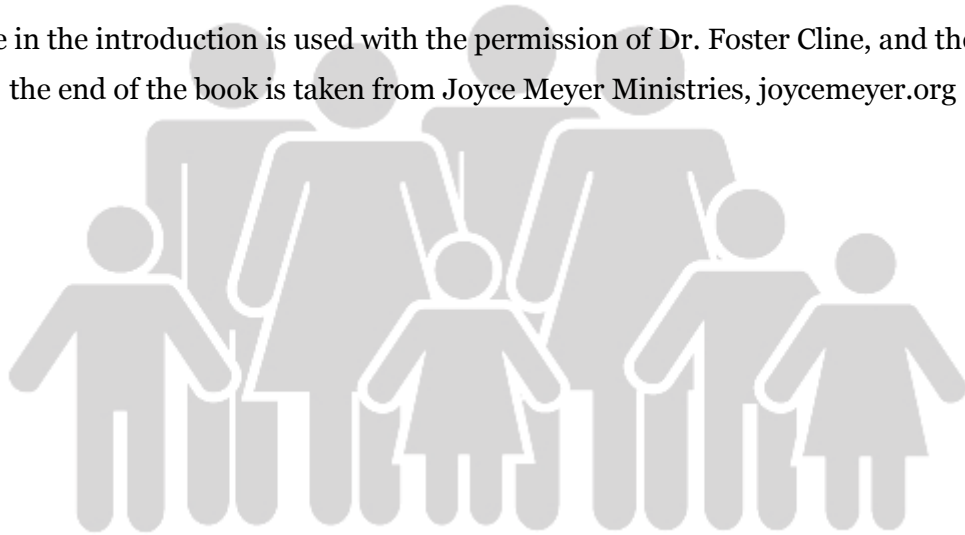 e in the introduction is used with the permission of Dr. Foster Cline, and the
the end of the book is taken from Joyce Meyer Ministries, joycemeyer.org